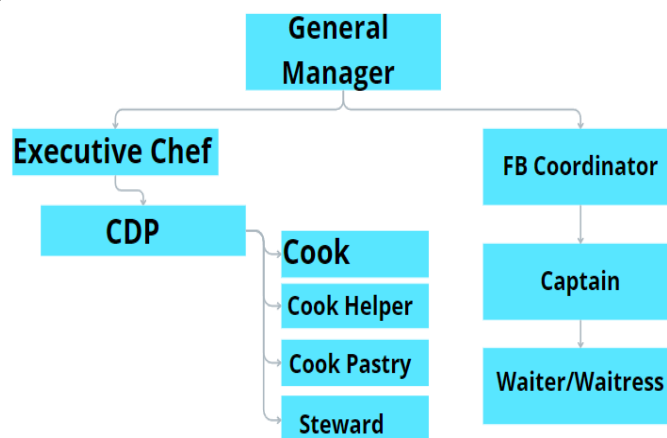 General
Manager
Executive Chef
FB Coordinator
CDP
Cook
Captain
Cook Helper
Cook Pastry
Waiter/Waitress
Steward